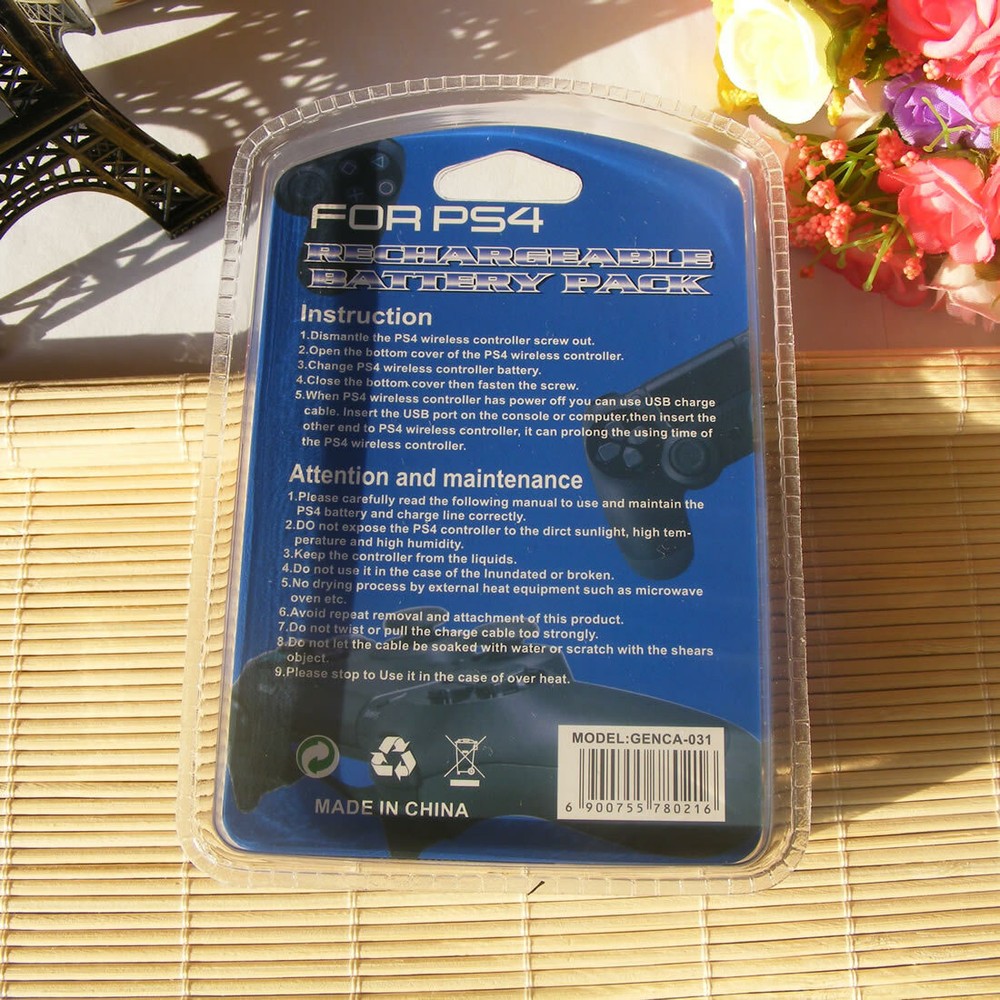 FOR PS4
RECHARGEABLE
BATTERY PACK
Instruction
1.Dismantle the PS4 wireless controller screw out.
2.Open the bottom cover of the PS4 wireless controller.
3.Change PS4 wireless controller battery.
4.Close the bottom cover then fasten the screw.
5.When PS4 wireless controller has power off you can use USB charge
cable. Insert the USB port on the console or computer,then insert the
other end to PS4 wireless controller, it can prolong the using time of
the PS4 wireless controller.
Attention and maintenance
1.Please carefully read the following manual to use and maintain the
PS4 battery and charge line correctly.
2.DO not expose the PS4 controller to the dirct sunlight, high tem-
perature and high humidity.
3.Keep the controller from the liquids.
4.Do not use it in the case of the Inundated or broken.
5.No drying process by external heat equipment such as microwave
oven etc.
6.Avoid repeat removal and attachment of this product.
7.Do not twist or pull the charge cable too strongly.
8.Do not let the cable be soaked with water or scratch with the shears
object.
9.Please stop to Use it in the case of over heat.
MODEL:GENCA-031
6 900755 780216
MADE IN CHINA